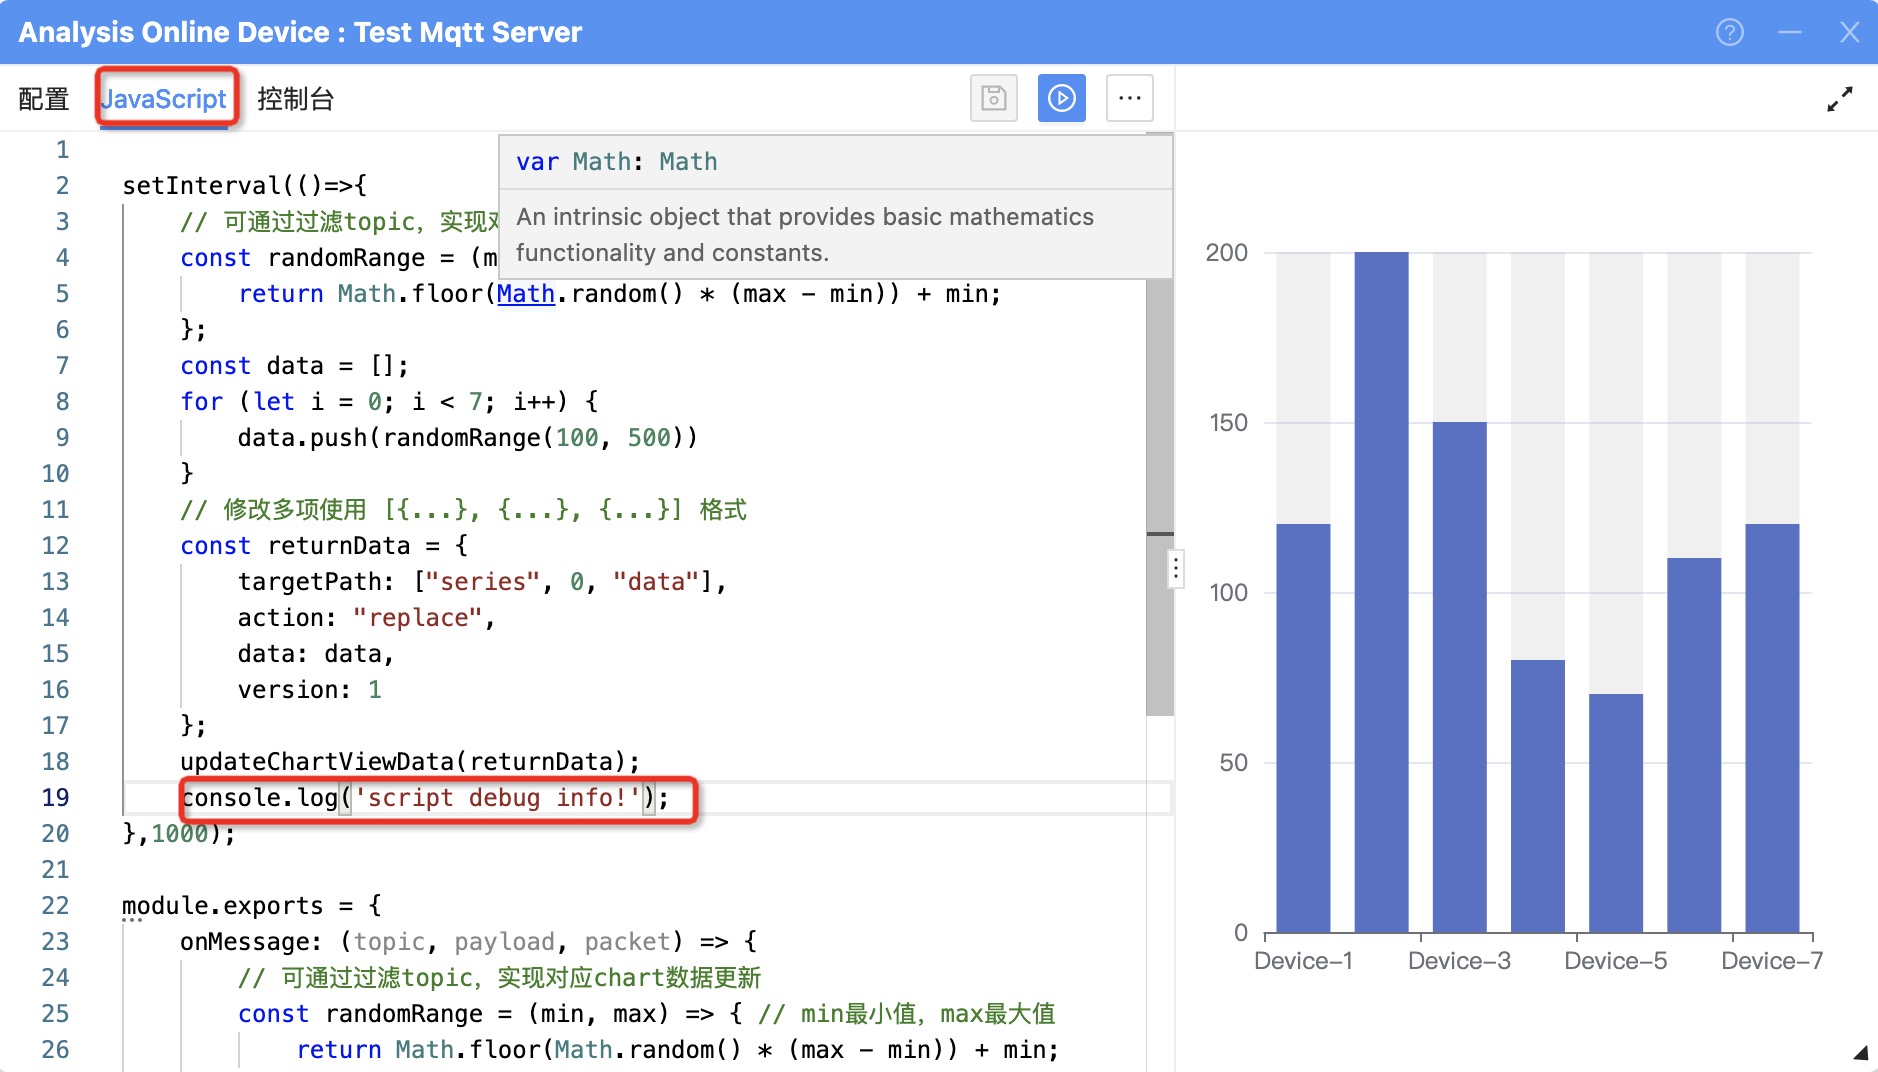 Analysis Online Device : Test Mqtt Server
配置 JavaScript 控制台
var Math: Math
An intrinsic object that provides basic mathematics
functionality and constants.
1
2 setInterval(()=>{
3 // 可通过过滤topic，实现对
4 const randomRange = (m
5 return Math.floor(Math.random() * (max - min)) + min;
6 };
7 const data = [];
8 for (let i = 0; i < 7; i++) {
9 data.push(randomRange(100, 500))
10 }
11 // 修改多项使用 [{...}, {...}, {...}] 格式
12 const returnData = {
13 targetPath: ["series", 0, "data"],
14 action: "replace",
15 data: data,
16 version: 1
17 };
18 updateChartViewData(returnData);
19 console.log('script debug info!');
20 },1000);
21
22 module.exports = {
23 onMessage: (topic, payload, packet) => {
24 // 可通过过滤topic，实现对应chart数据更新
25 const randomRange = (min, max) => { // min最小值，max最大值
26 return Math.floor(Math.random() * (max - min)) + min;
200
150
100
50
0
Device-1 Device-3 Device-5 Device-7